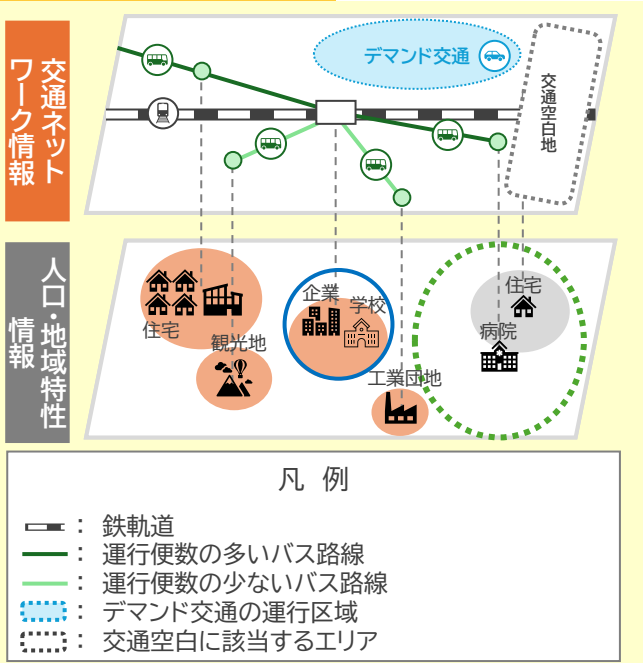 交通ネットワーク情報
デマンド交通
交通空白地
人口・地域特性情報
住宅
観光地
企業
学校
工業団地
住宅
病院
凡 例
： 鉄軌道
： 運行便数の多いバス路線
： 運行便数の少ないバス路線
： デマンド交通の運行区域
： 交通空白に該当するエリア